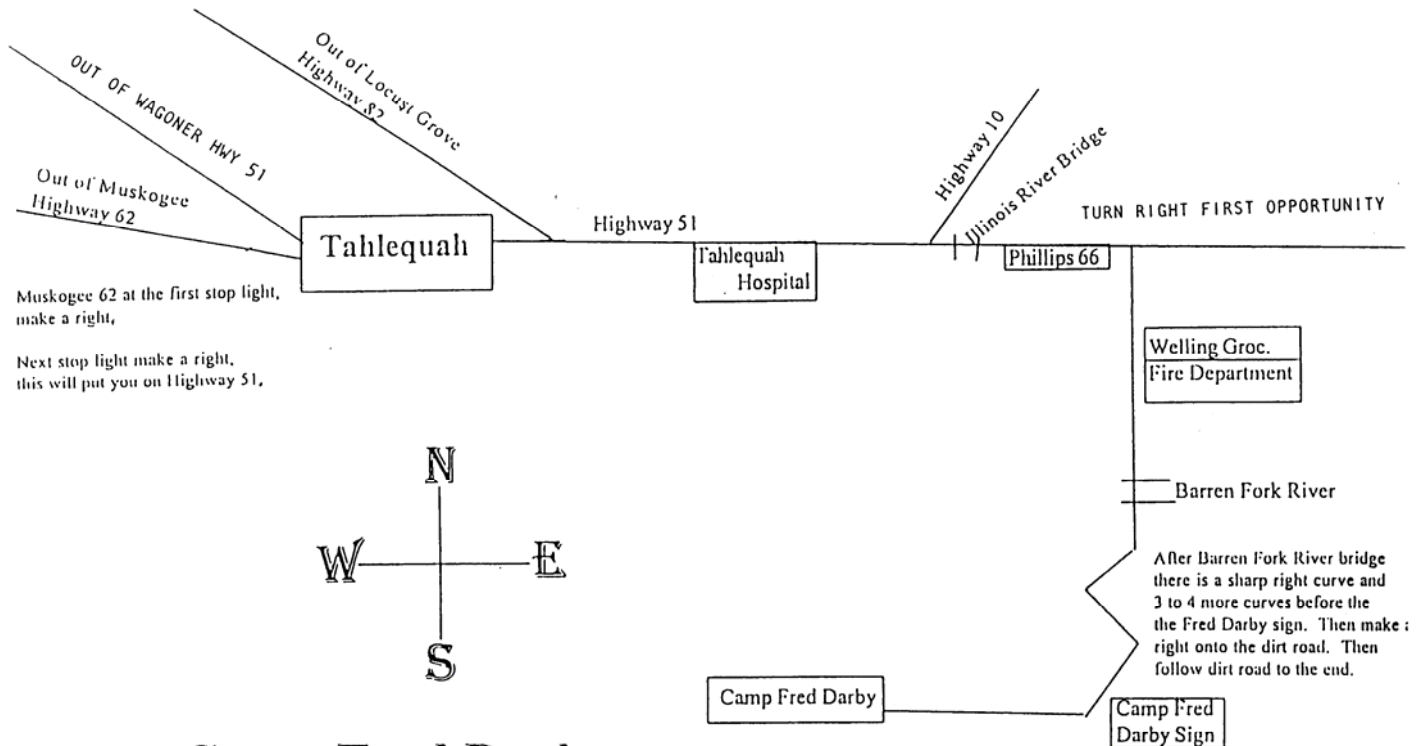 Out of Locust Grove
Highway 82
OUT OF WAGONER HWY 51
Out of Muskogee
Highway 62
Tahlequah
Highway 51
Tahlequah
Hospital
Highway 10
Illinois River Bridge
Phillips 66
TURN RIGHT FIRST OPPORTUNITY
Muskogee 62 at the first stop light,
make a right,
Next stop light make a right,
this will put you on Highway 51,
Welling Groc.
Fire Department
N
W E
S
Barren Fork River
After Barren Fork River bridge
there is a sharp right curve and
3 to 4 more curves before the
the Fred Darby sign. Then make
right onto the dirt road. Then
follow dirt road to the end.
Camp Fred Darby
Camp Fred
Darby Sign